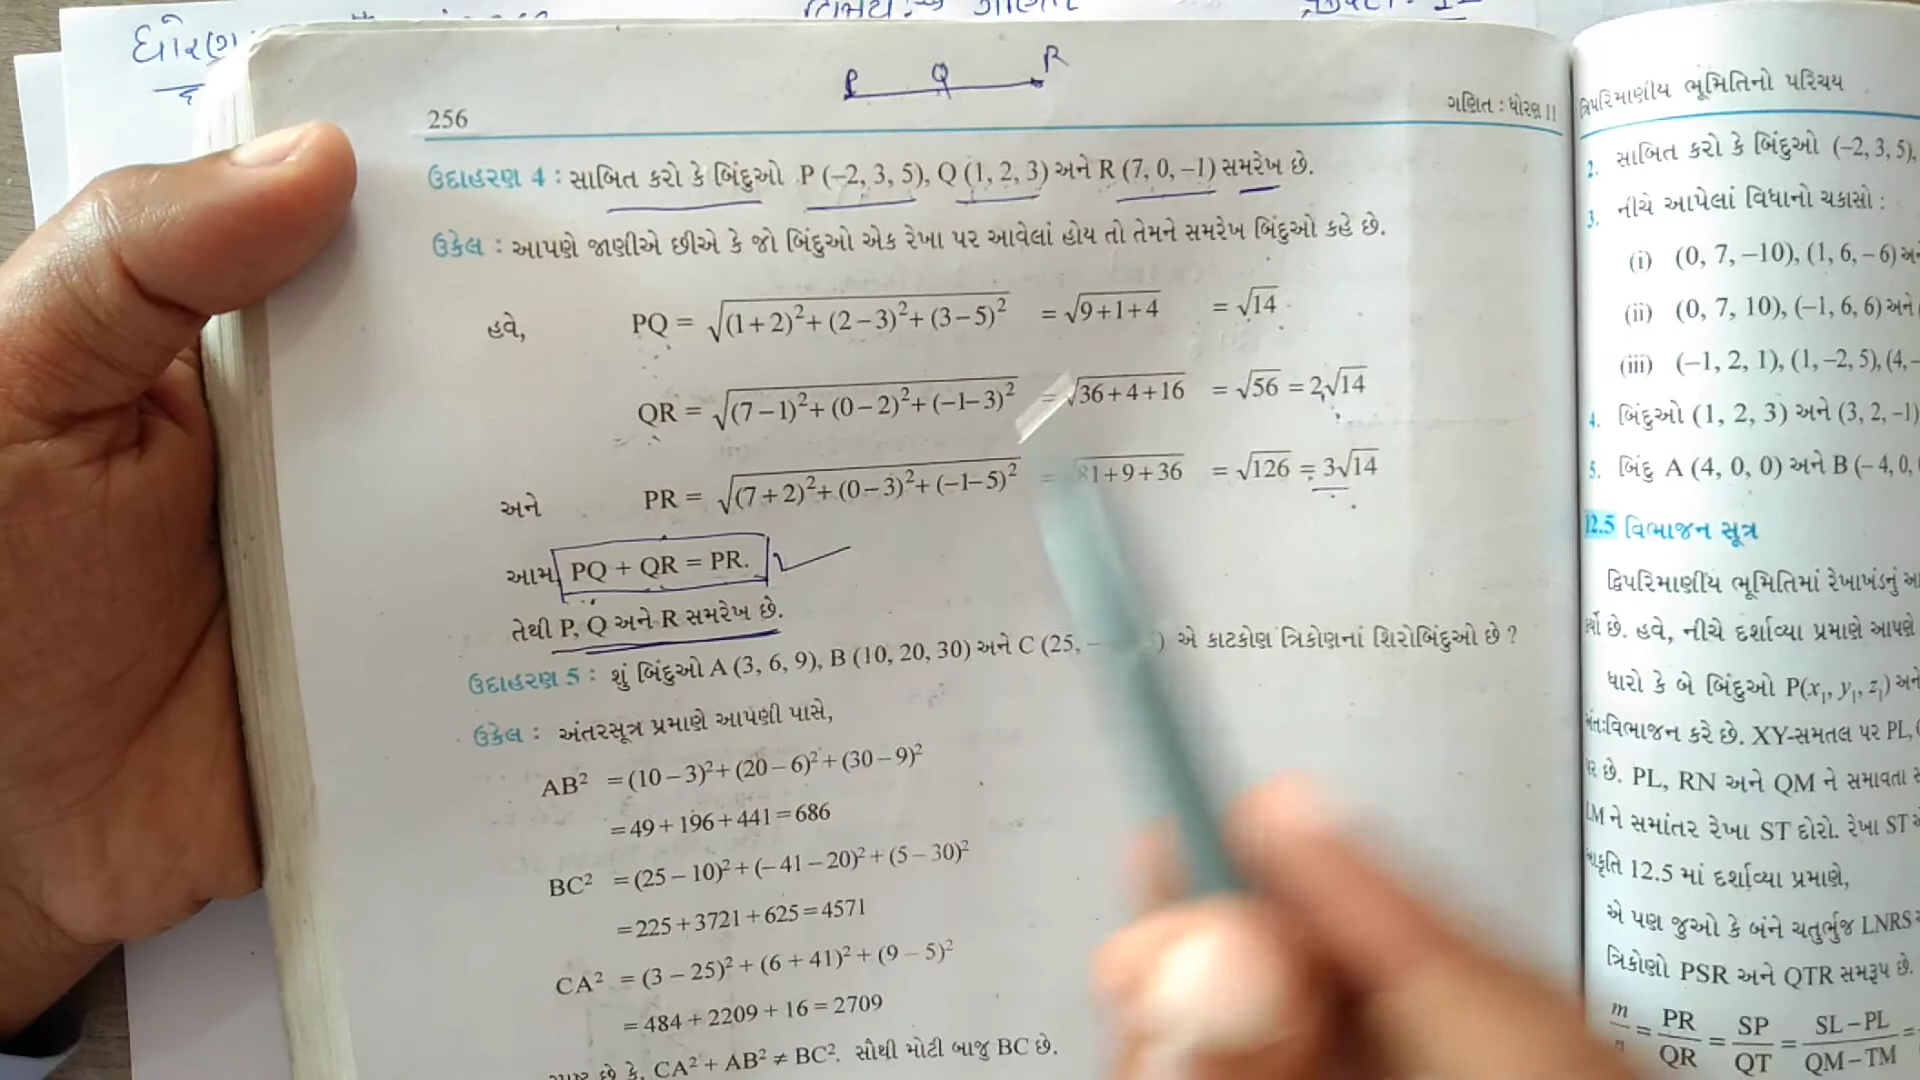 ધોરણ
P Q R
256
ગણિત : ધોરણ 11
ઉદાહરણ 4 : સાબિત કરો કે બિંદુઓ P (–2, 3, 5), Q (1, 2, 3) અને R (7, 0, –1) સમરેખ છે.
ઉકેલ : આપણે જાણીએ છીએ કે જો બિંદુઓ એક રેખા પર આવેલાં હોય તો તેમને સમરેખ બિંદુઓ કહે છે.
હવે, PQ = √(1+2)²+ (2–3)²+ (3–5)² = √9+1+4 = √14
QR = √(7–1)²+ (0–2)²+ (–1–3)² = √36+4+16 = √56 = 2√14
અને PR = √(7+2)²+ (0–3)²+ (–1–5)² = √81+9+36 = √126 = 3√14
આમ, PQ + QR = PR.
તેથી P, Q અને R સમરેખ છે.
ઉદાહરણ 5 : શું બિંદુઓ A (3, 6, 9), B (10, 20, 30) અને C (25, – ) એ કાટકોણ ત્રિકોણનાં શિરોબિંદુઓ છે ?
ઉકેલ : અંતરસૂત્ર પ્રમાણે આપણી પાસે,
AB² = (10 – 3)²+ (20 – 6)²+ (30 – 9)²
= 49 + 196 + 441 = 686
BC² = (25 – 10)² + (– 41 – 20)² + (5 – 30)²
= 225 + 3721 + 625 = 4571
CA² = (3 – 25)² + (6 + 41)² + (9 – 5)²
= 484 + 2209 + 16 = 2709
છે કે, CA² + AB² ≠ BC². સૌથી મોટી બાજુ BC છે.
ત્રિપરિમાણીય ભૂમિતિનો પરિચય
2. સાબિત કરો કે બિંદુઓ (–2, 3, 5),
3. નીચે આપેલાં વિધાનો ચકાસો :
(i) (0, 7, –10), (1, 6, – 6)
(ii) (0, 7, 10), (–1, 6, 6) અને
(iii) (–1, 2, 1), (1, –2, 5), (4, –
4. બિંદુઓ (1, 2, 3) અને (3, 2, –1)
5. બિંદુ A (4, 0, 0) અને B (– 4, 0,
12.5 વિભાજન સૂત્ર
દ્વિપરિમાણીય ભૂમિતિમાં રેખાખંડનું
છે. હવે, નીચે દર્શાવ્યા પ્રમાણે આપણે
ધારો કે બે બિંદુઓ P(x₁, y₁, z₁) અને
અંતઃવિભાજન કરે છે. XY-સમતલ પર PL,
છે. PL, RN અને QM ને સમાવતા
ને સમાંતર રેખા ST દોરો. રેખા ST
આકૃતિ 12.5 માં દર્શાવ્યા પ્રમાણે,
એ પણ જુઓ કે બંને ચતુર્ભુજ LNRS
ત્રિકોણો PSR અને QTR સમરૂપ છે.
m/n = PR/QR = SP/QT = SL – PL/QM – TM =